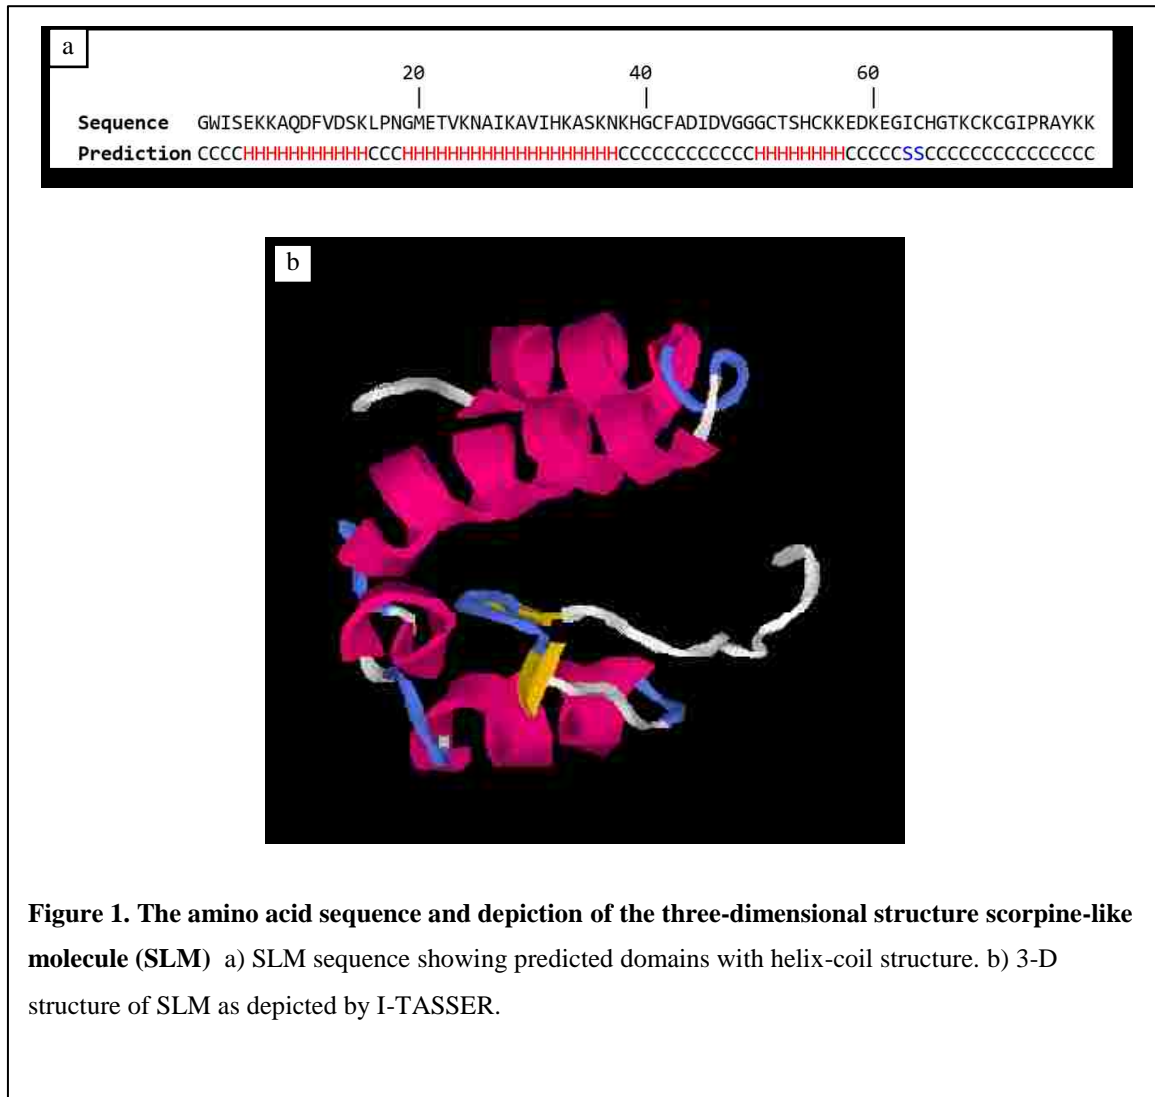 a
20 40 60
| | |
Sequence GWISEKKAQDFVDSKLPNGMETVKNAIKAVIHKASKNKHGCFADIDVGGGCTSHCKKEDKEGICHGTKCKCGIPRAYKK
Prediction CCCCHHHHHHHHHHHCCCHHHHHHHHHHHHHHHHHHHCCCCCCCCCCCCHHHHHHHHCCCCCSSCCCCCCCCCCCCCCC
b
Figure 1. The amino acid sequence and depiction of the three-dimensional structure scorpine-like
molecule (SLM) a) SLM sequence showing predicted domains with helix-coil structure. b) 3-D
structure of SLM as depicted by I-TASSER.